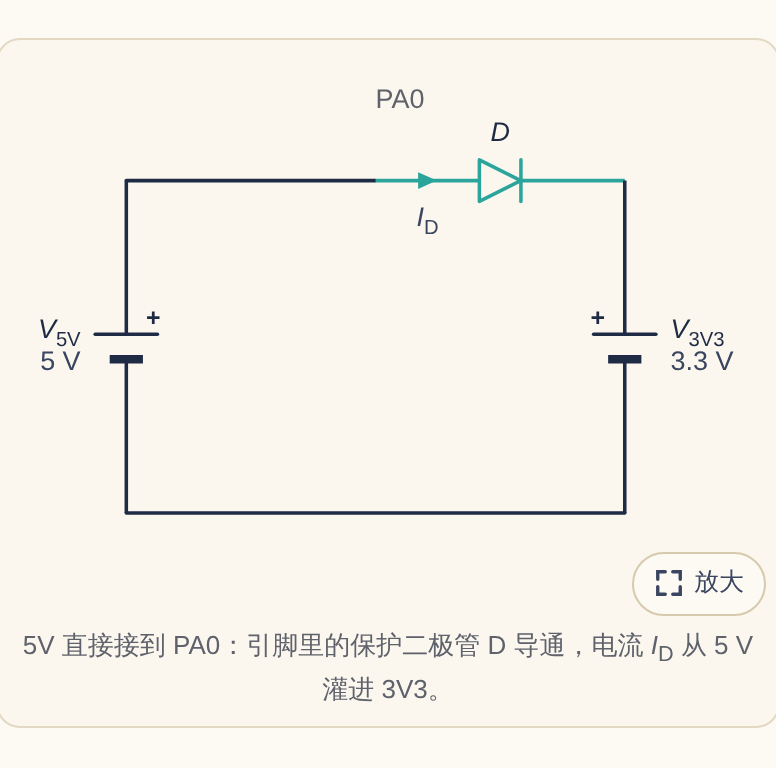 PA0
D
I_D
+
V_5V
5 V
+
V_3V3
3.3 V
放大
5V 直接接到 PA0：引脚里的保护二极管 D 导通，电流 I_D 从 5 V
灌进 3V3。